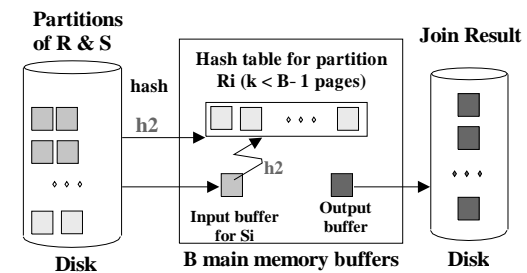 Partitions
of R & S
hash
h2
Disk
Hash table for partition
Ri (k < B- 1 pages)
h2
Input buffer
for Si
Output
buffer
B main memory buffers
Join Result
Disk